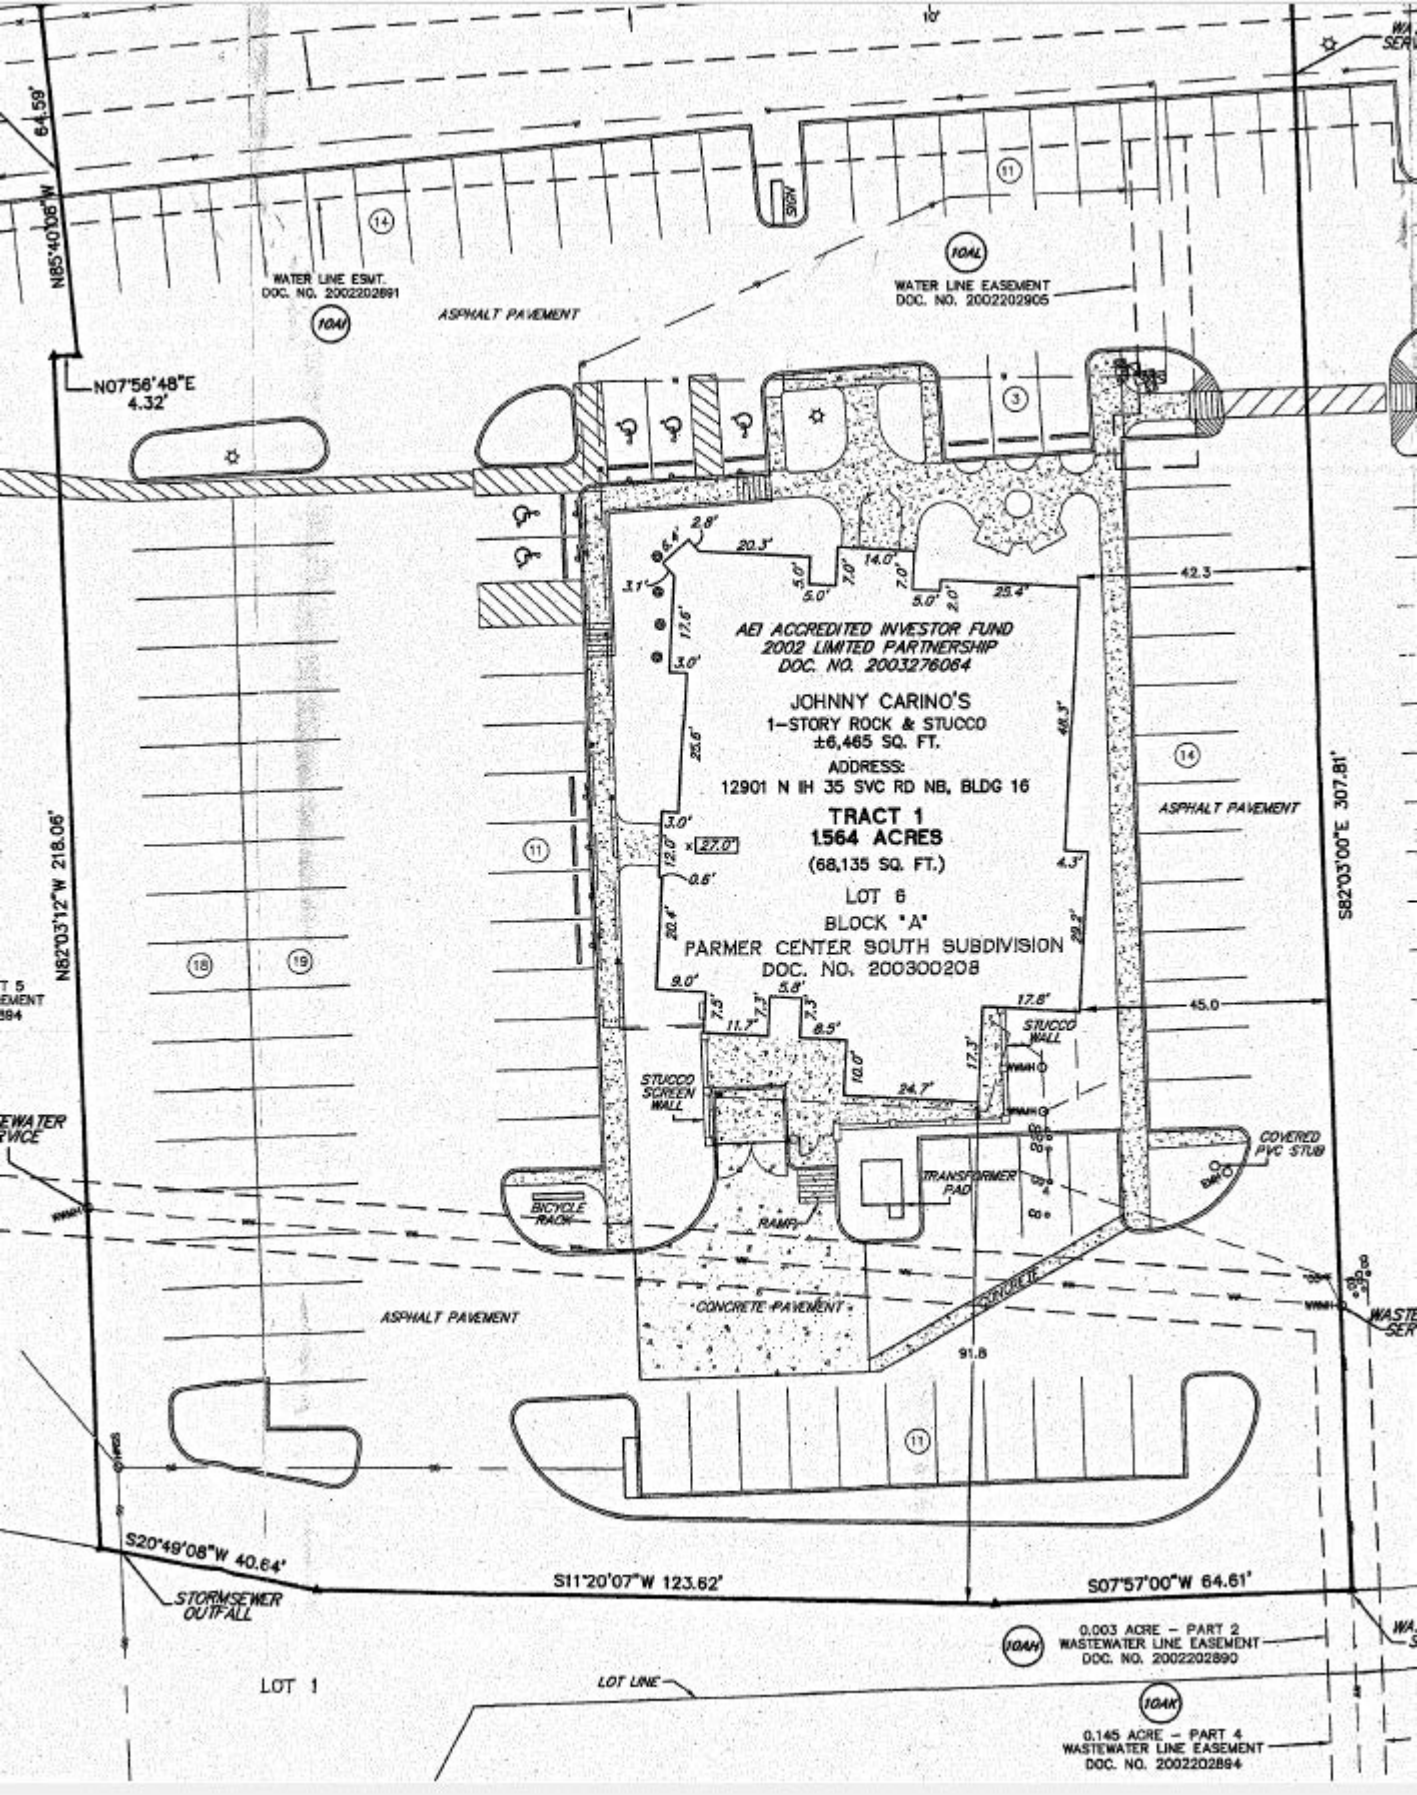 10'
64.59'
N85°40'08"W
SIGN
11
14
10AL
WATER LINE EASEMENT
DOC. NO. 2002202905
WATER LINE ESMT.
DOC. NO. 2002202891
10AI
ASPHALT PAVEMENT
N07°56'48"E
4.32'
3
2.8'
6.4'
20.3'
5.0'
5.0'
7.0'
14.0'
7.0'
5.0'
2.0'
25.4'
42.3
3.1'
17.6'
3.0'
AEI ACCREDITED INVESTOR FUND
2002 LIMITED PARTNERSHIP
DOC. NO. 2003276064
JOHNNY CARINO'S
1-STORY ROCK & STUCCO
±6,465 SQ. FT.
ADDRESS:
12901 N IH 35 SVC RD NB, BLDG 16
TRACT 1
1.564 ACRES
(68,135 SQ. FT.)
LOT 6
BLOCK "A"
PARMER CENTER SOUTH SUBDIVISION
DOC. NO. 200300208
25.6'
48.3'
14
ASPHALT PAVEMENT
S82°03'00"E 307.81'
N82°03'12"W 218.06'
3.0'
12.0'
x 27.0'
0.6'
11
4.3'
20.4'
29.2'
18
19
9.0'
7.5'
11.7'
7.3'
5.8'
7.3'
8.5'
10.0'
24.7'
17.3'
17.8'
45.0
T 5
EMENT
894
STUCCO
WALL
STUCCO
SCREEN
WALL
WWMH
WWMH
EWATER
RVICE
WWMH
COVERED
PVC STUB
TRANSFORMER
PAD
BICYCLE
RACK
RAMP
CONCRETE
CONCRETE PAVEMENT
ASPHALT PAVEMENT
WWMH
WASTE
SER
91.8
11
S20°49'08"W 40.64'
STORMSEWER
OUTFALL
S11°20'07"W 123.62'
S07°57'00"W 64.61'
10AH
0.003 ACRE - PART 2
WASTEWATER LINE EASEMENT
DOC. NO. 2002202890
LOT 1
LOT LINE
10AK
0.145 ACRE - PART 4
WASTEWATER LINE EASEMENT
DOC. NO. 2002202894